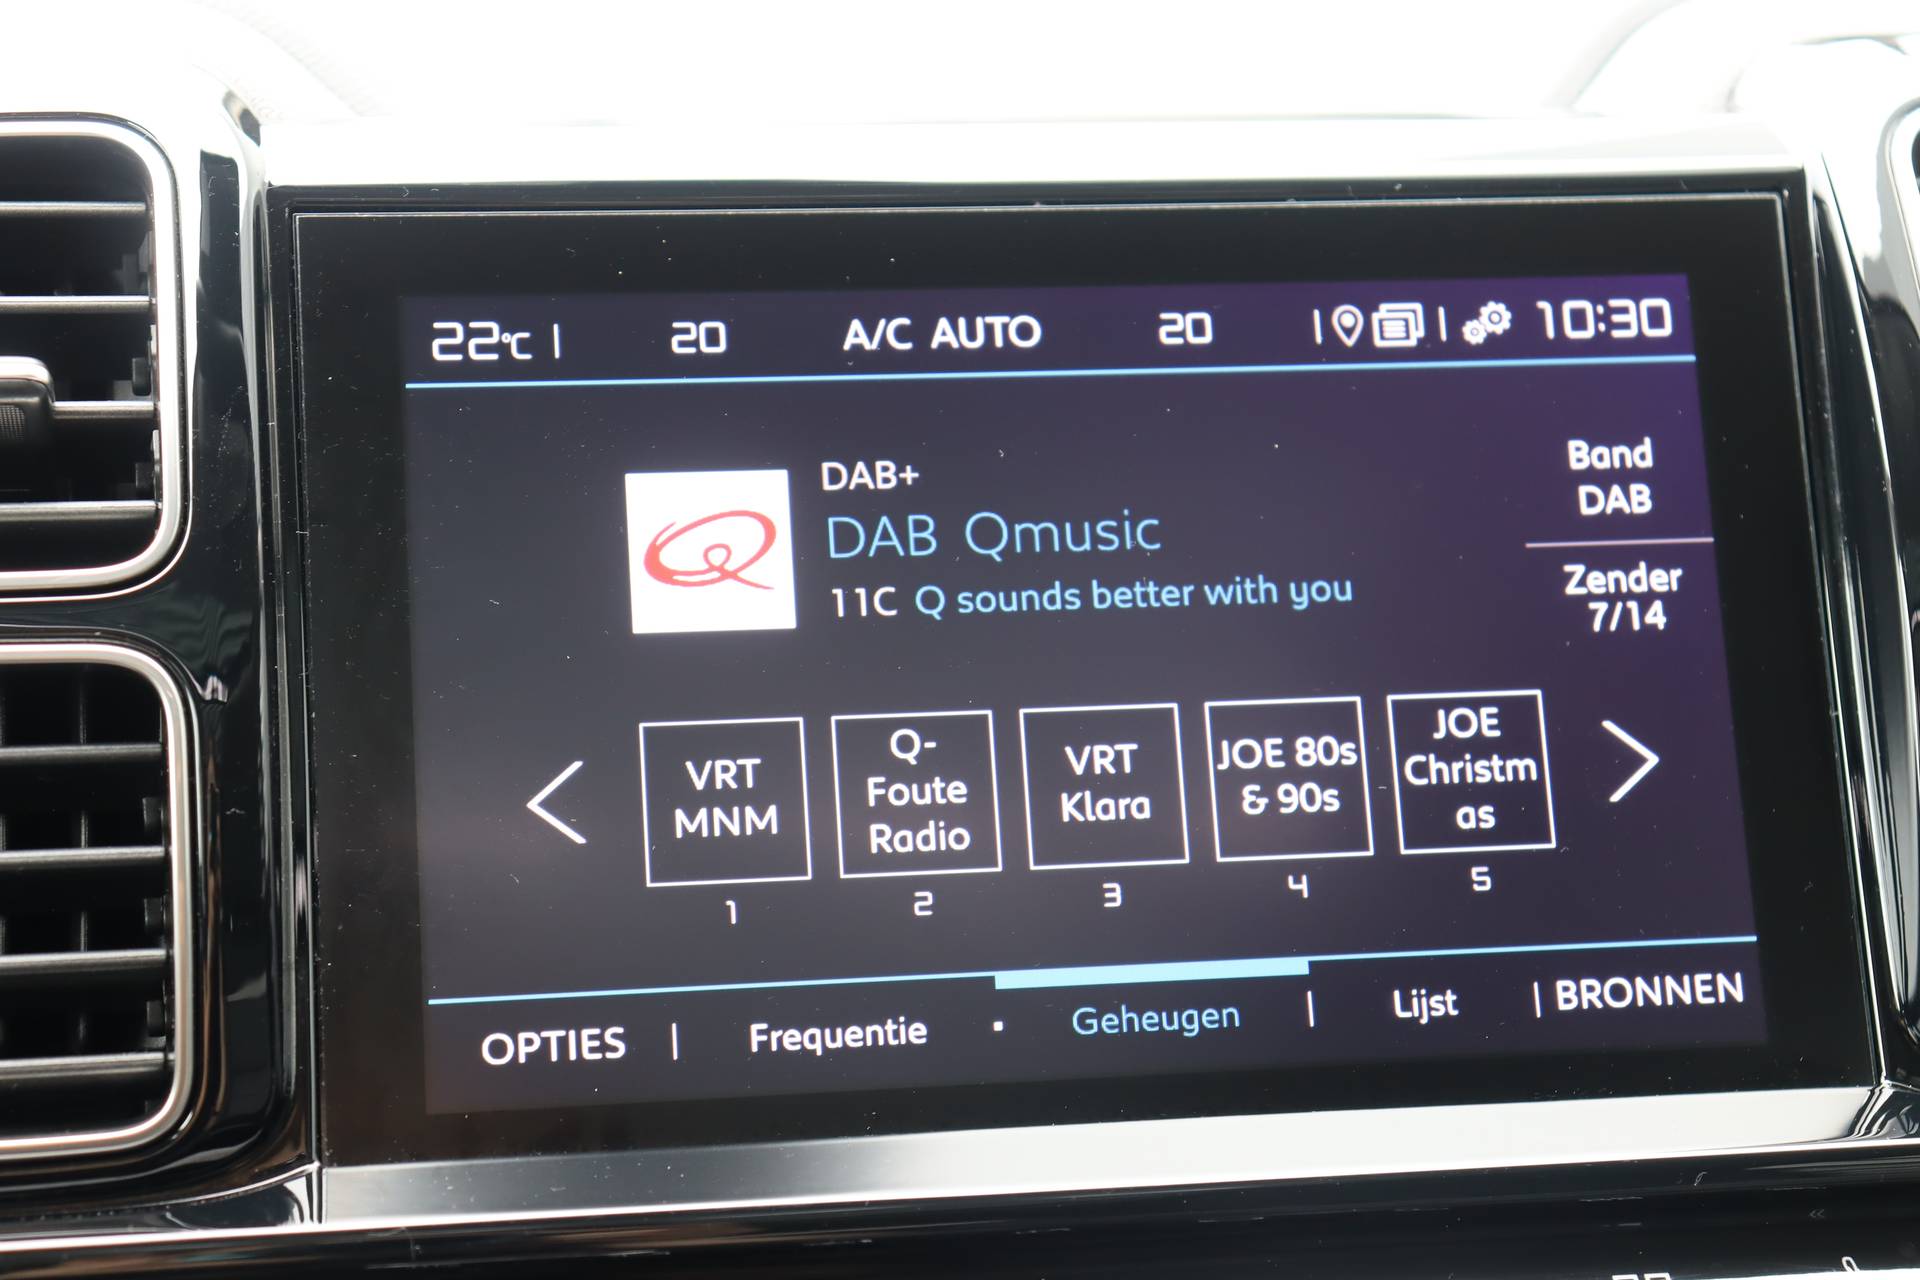 22°C | 20 A/C AUTO 20 | | 10:30
DAB+
DAB Qmusic
11C Q sounds better with you
Band
DAB
Zender
7/14
VRT
MNM
1
Q-
Foute
Radio
2
VRT
Klara
3
JOE 80s
& 90s
4
JOE
Christm
as
5
OPTIES | Frequentie · Geheugen | Lijst | BRONNEN